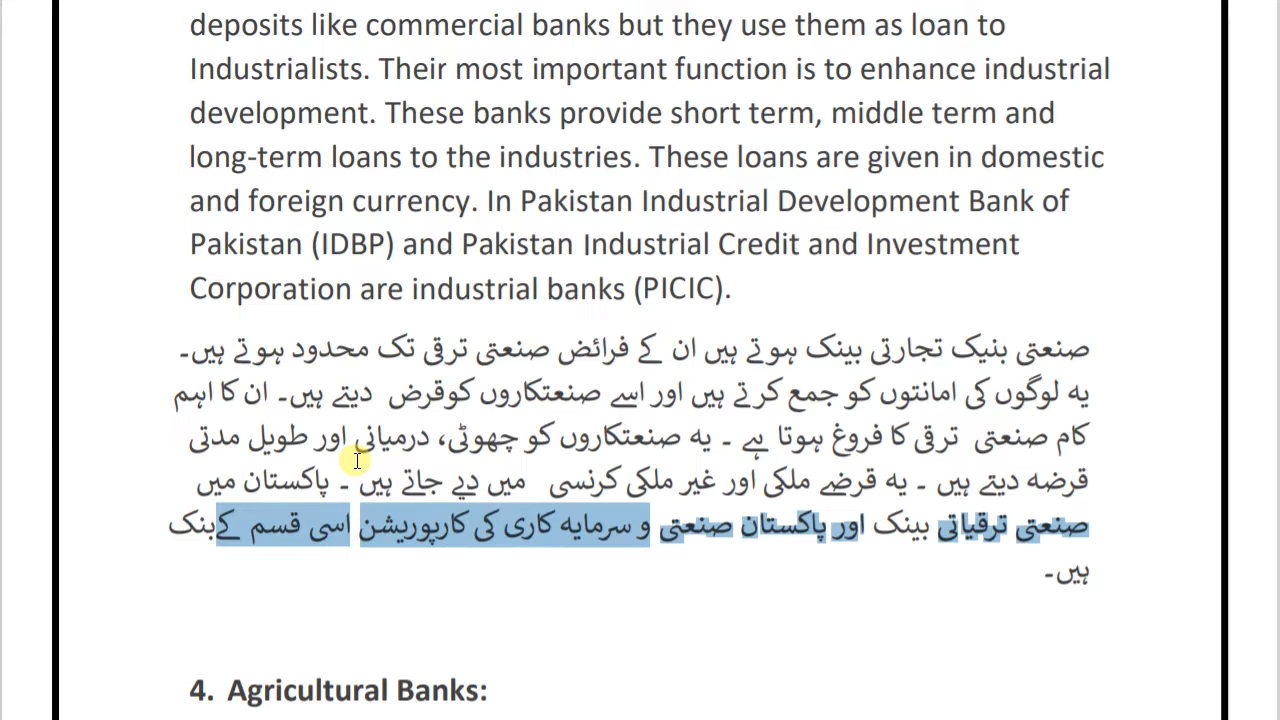 deposits like commercial banks but they use them as loan to
Industrialists. Their most important function is to enhance industrial
development. These banks provide short term, middle term and
long-term loans to the industries. These loans are given in domestic
and foreign currency. In Pakistan Industrial Development Bank of
Pakistan (IDBP) and Pakistan Industrial Credit and Investment
Corporation are industrial banks (PICIC).
صنعتی بنیک تجارتی بینک ہوتے ہیں ان کے فرائض صنعتی ترقی تک محدود ہوتے ہیں۔
یہ لوگوں کی امانتوں کو جمع کرتے ہیں اور اسے صنعتکاروں کوقرض دیتے ہیں۔ ان کا اہم
کام صنعتی ترقی کا فروغ ہوتا ہے ۔ یہ صنعتکاروں کو چھوٹی، درمیانی اور طویل مدتی
قرضہ دیتے ہیں ۔ یہ قرضے ملکی اور غیر ملکی کرنسی میں دیے جاتے ہیں ۔ پاکستان میں
صنعتی ترقیاتی بینک اور پاکستان صنعتی و سرمایہ کاری کی کارپوریشن اسی قسم کےبنک
ہیں۔
4. Agricultural Banks: